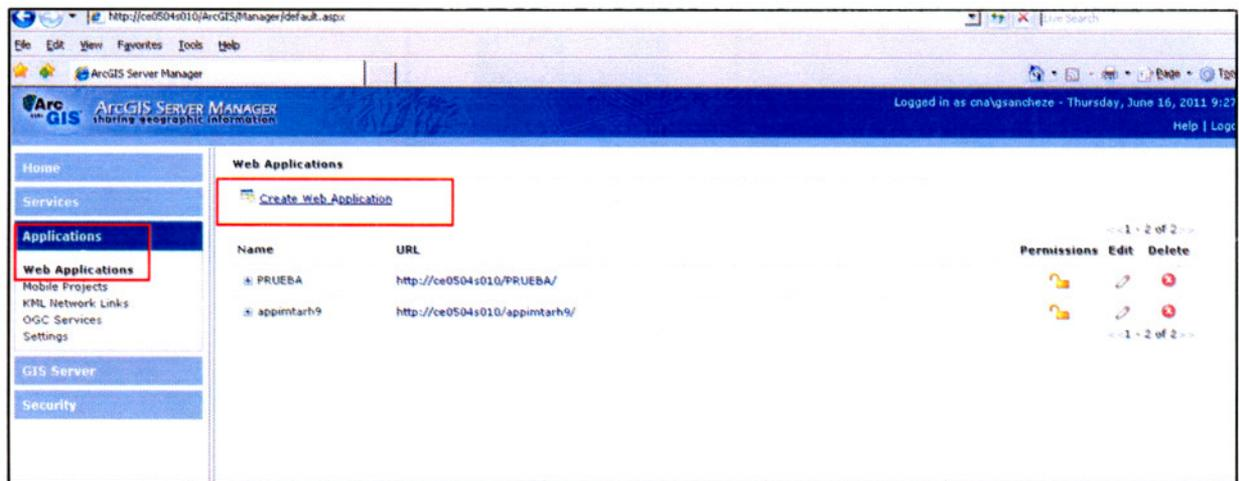 http://ce0504s010/ArcGIS/Manager/default.aspx
Live Search
File Edit View Favorites Tools Help
ArcGIS Server Manager
Page
Arc GIS ARCGIS SERVER MANAGER
sharing geographic information
Logged in as cna\gsancheze - Thursday, June 16, 2011 9:27
Help | Logo
Home
Services
Applications
Web Applications
Mobile Projects
KML Network Links
OGC Services
Settings
GIS Server
Security
Web Applications
Create Web Application
<<1 - 2 of 2>>
Name URL Permissions Edit Delete
PRUEBA http://ce0504s010/PRUEBA/
appimtarh9 http://ce0504s010/appimtarh9/
<<1 - 2 of 2>>